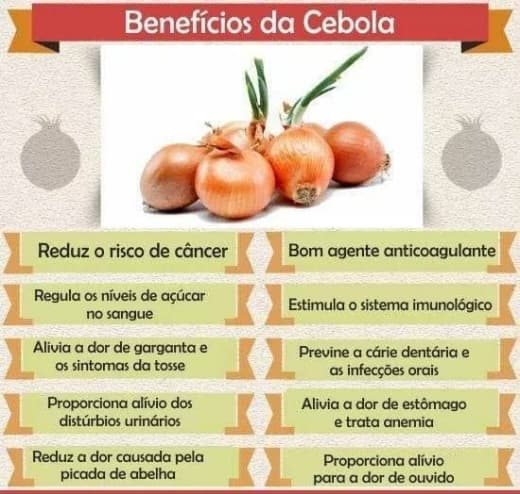 Benefícios da Cebola
Reduz o risco de câncer
Bom agente anticoagulante
Regula os níveis de açúcar
no sangue
Estimula o sistema imunológico
Alivia a dor de garganta e
os sintomas da tosse
Previne a cárie dentária e
as infecções orais
Proporciona alívio dos
distúrbios urinários
Alivia a dor de estômago
e trata anemia
Reduz a dor causada pela
picada de abelha
Proporciona alívio
para a dor de ouvido